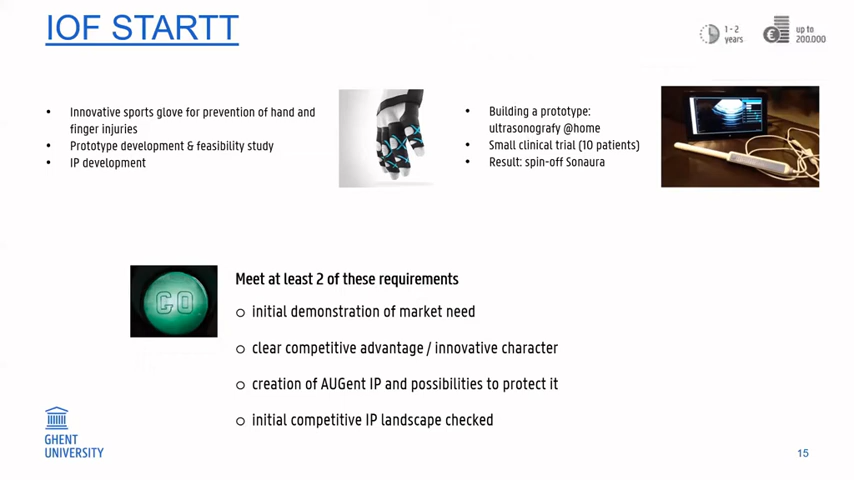 IOF STARTT
1 - 2
years
up to
200.000
• Innovative sports glove for prevention of hand and
finger injuries
• Prototype development & feasibility study
• IP development
• Building a prototype:
ultrasonografy @home
• Small clinical trial (10 patients)
• Result: spin-off Sonaura
GO
Meet at least 2 of these requirements
o initial demonstration of market need
o clear competitive advantage / innovative character
o creation of AUGent IP and possibilities to protect it
o initial competitive IP landscape checked
GHENT
UNIVERSITY
15